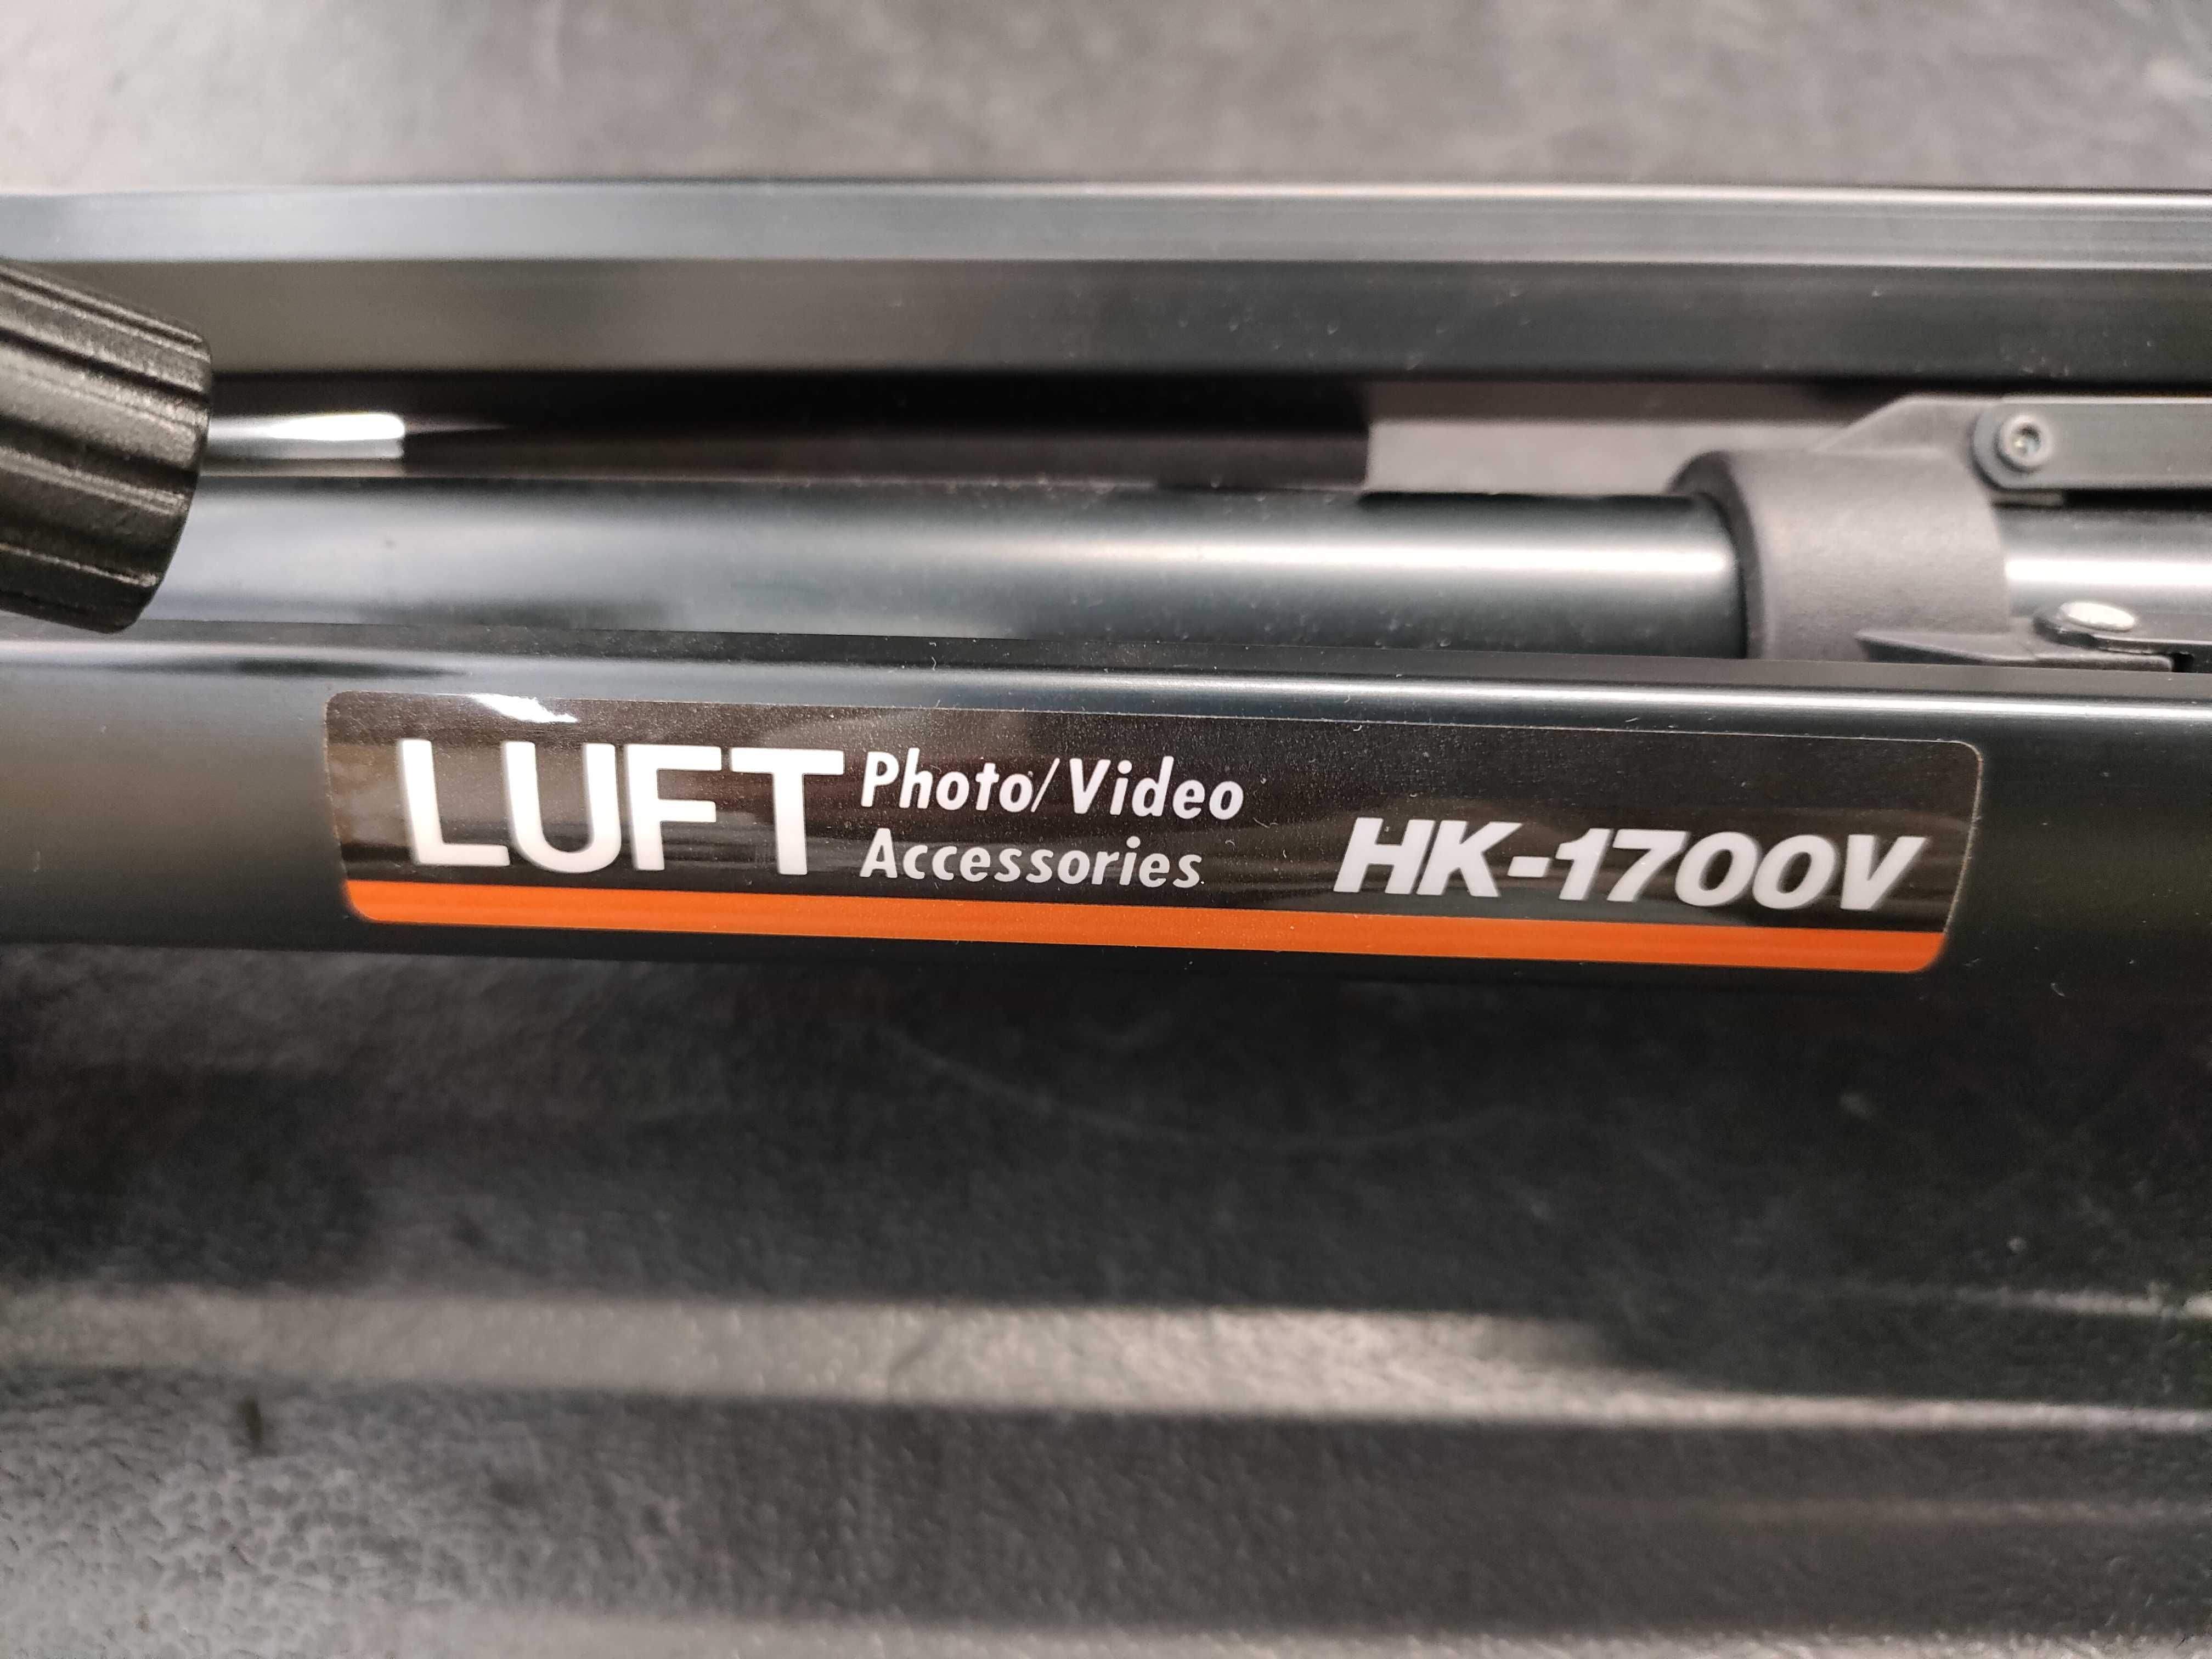 LUFT Photo/Video
Accessories
HK-1700V